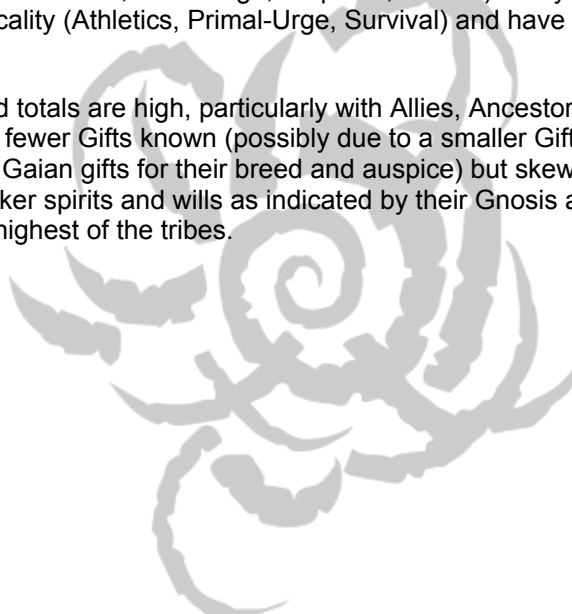 cality (Athletics, Primal-Urge, Survival) and have
d totals are high, particularly with Allies, Ancestor
fewer Gifts known (possibly due to a smaller Gift
Gaian gifts for their breed and auspice) but skew
ker spirits and wills as indicated by their Gnosis a
highest of the tribes.